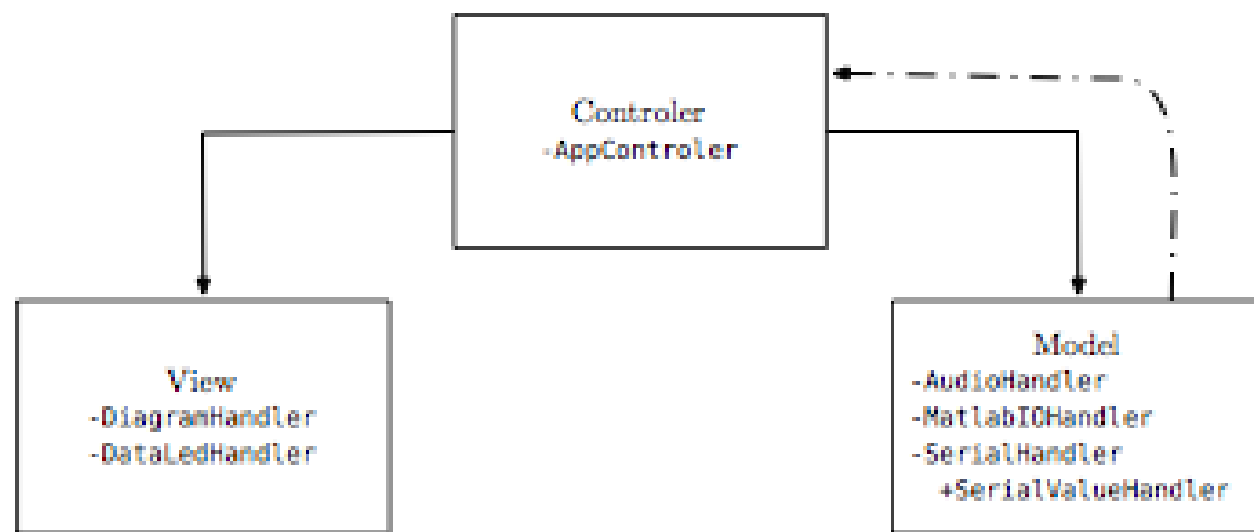 Controler
-AppControler
View
-DiagramHandler
-DataLedHandler
Model
-AudioHandler
-MatlabIOHandler
-SerialHandler
+SerialValueHandler